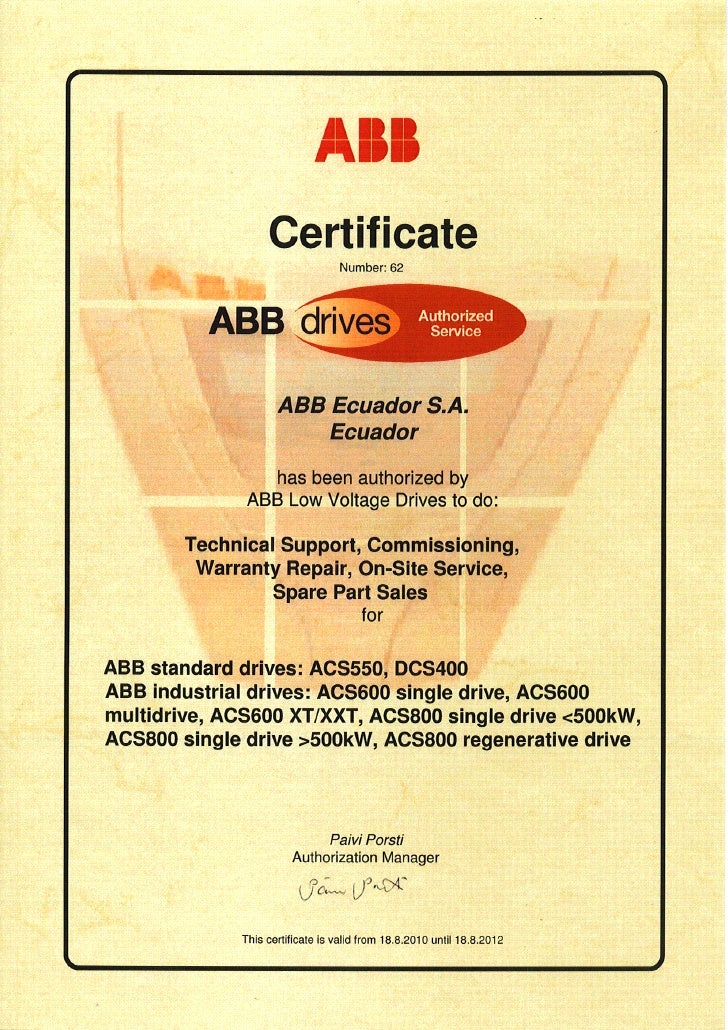 ABB
Certificate
Number: 62
ABB drives Authorized
Service
ABB Ecuador S.A.
Ecuador
has been authorized by
ABB Low Voltage Drives to do:
Technical Support, Commissioning,
Warranty Repair, On-Site Service,
Spare Part Sales
for
ABB standard drives: ACS550, DCS400
ABB industrial drives: ACS600 single drive, ACS600
multidrive, ACS600 XT/XXT, ACS800 single drive <500kW,
ACS800 single drive >500kW, ACS800 regenerative drive
Paivi Porsti
Authorization Manager
This certificate is valid from 18.8.2010 until 18.8.2012